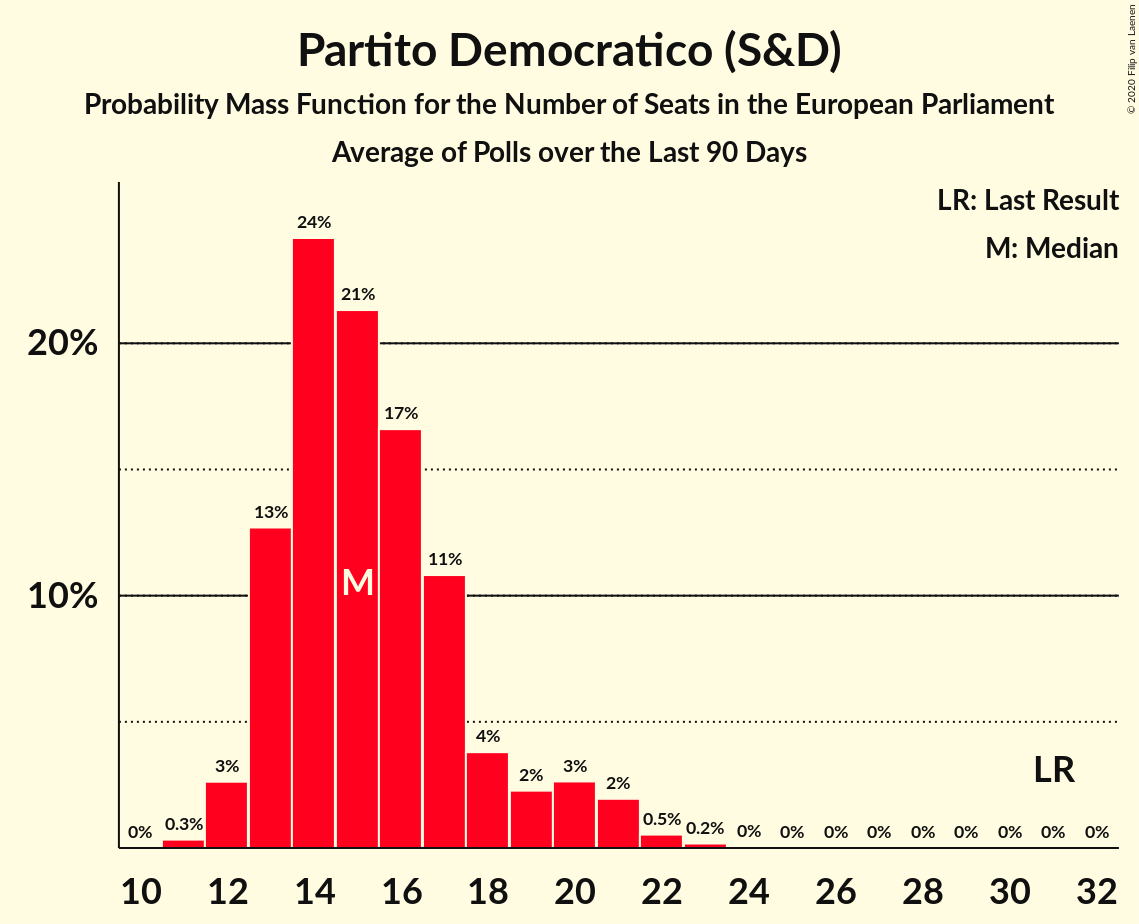 Partito Democratico (S&D)
Probability Mass Function for the Number of Seats in the European Parliament
Average of Polls over the Last 90 Days
© 2020 Filip van Laenen
LR: Last Result
M: Median
20%
10%
0%
0.3%
3%
13%
24%
21%
17%
11%
4%
2%
3%
2%
0.5%
0.2%
0%
0%
0%
0%
0%
0%
0%
0%
0%
M
LR
10 12 14 16 18 20 22 24 26 28 30 32